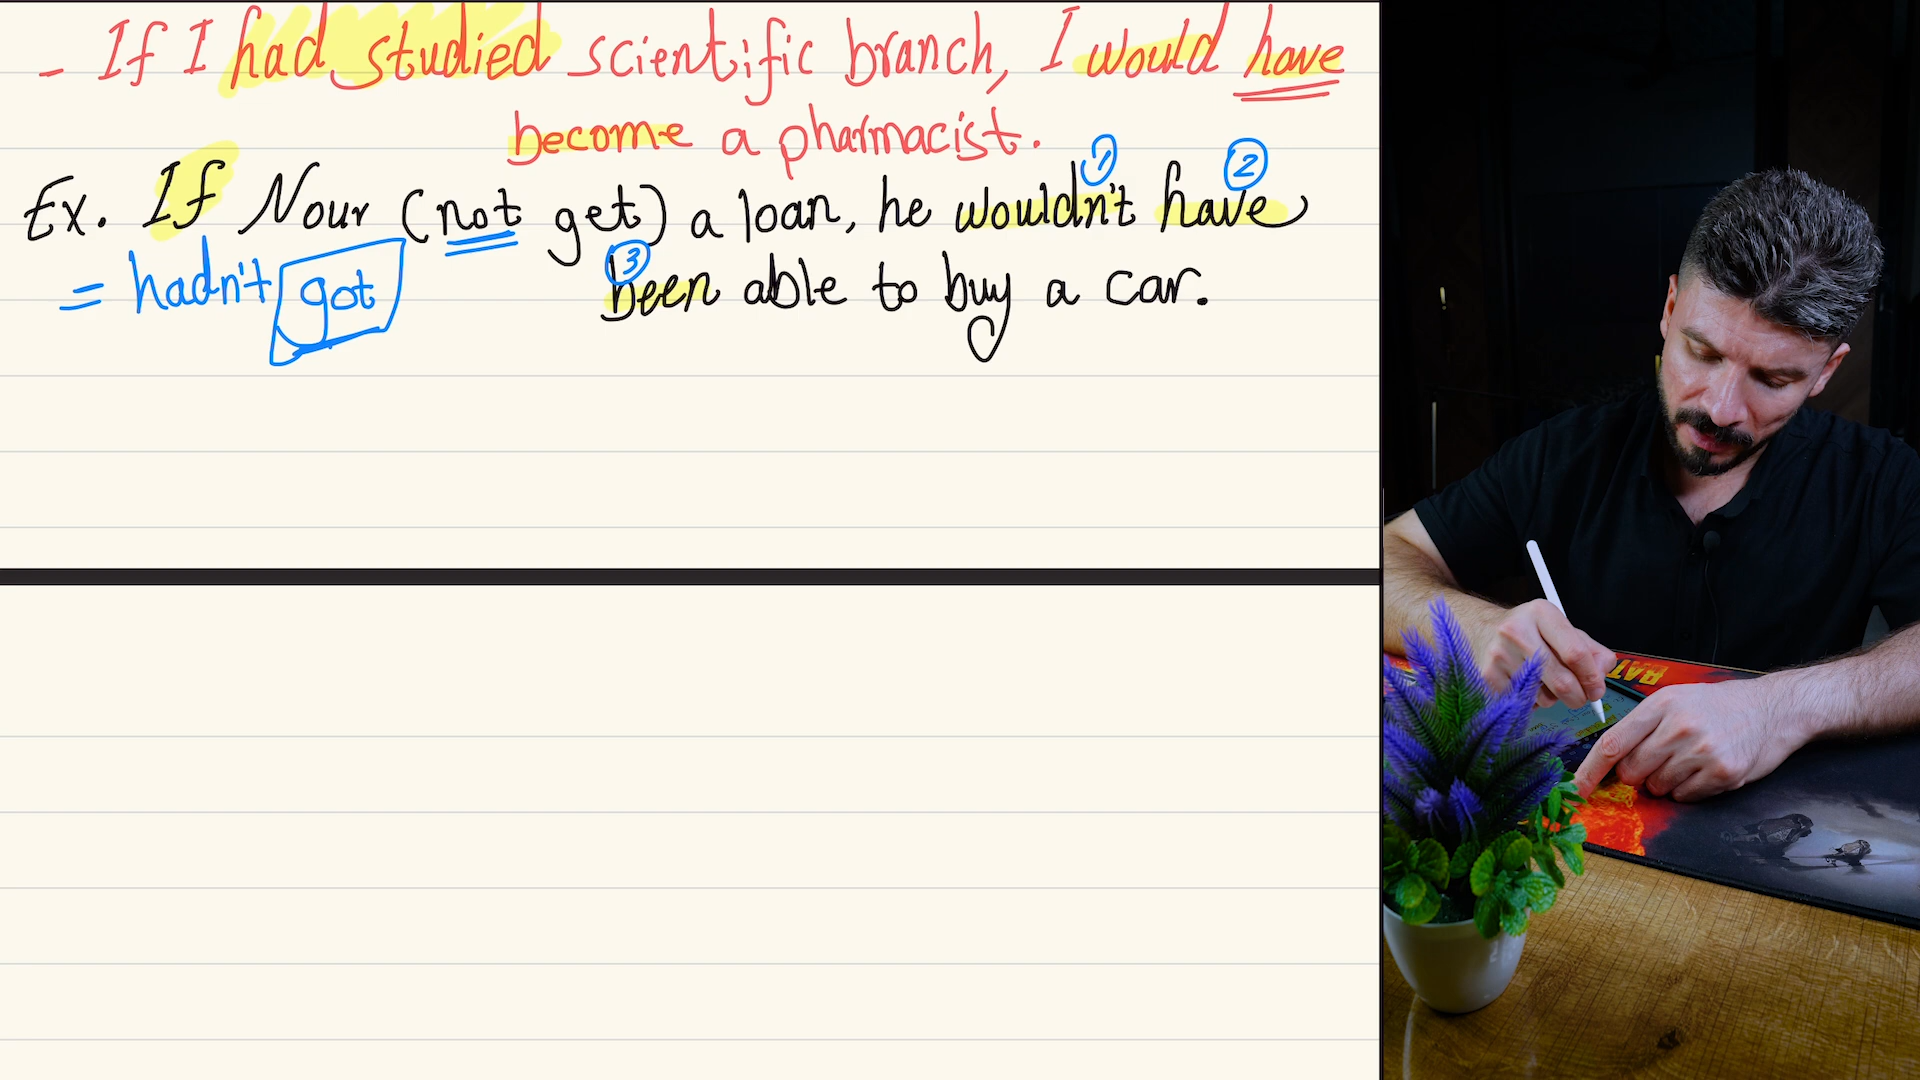 - If I had studied scientific branch, I would have
become a pharmacist.
① ②
Ex. If Nour (not get) a loan, he wouldn't have
③
= hadn't got been able to buy a car.
BAT